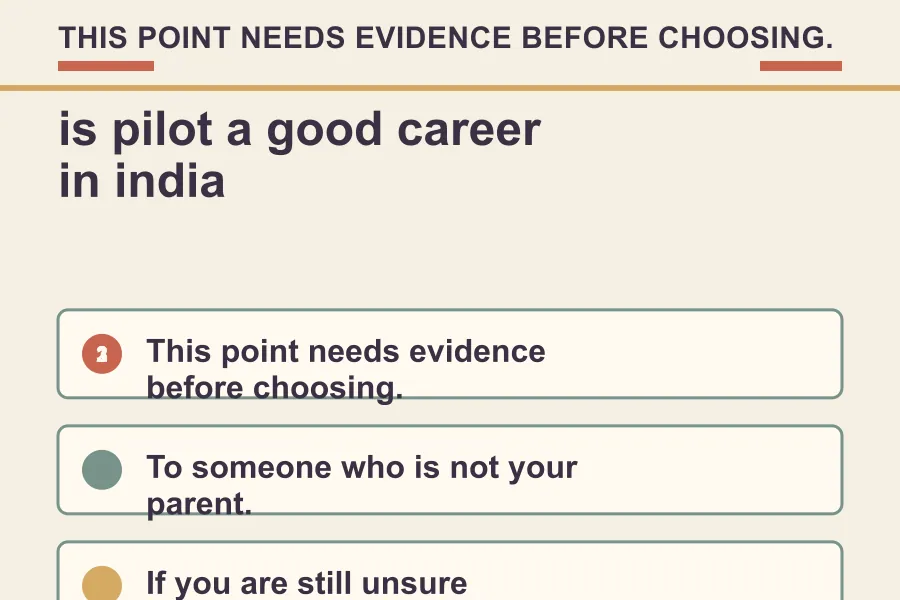 THIS POINT NEEDS EVIDENCE BEFORE CHOOSING.
is pilot a good career
in india
This point needs evidence
before choosing.
To someone who is not your
parent.
If you are still unsure